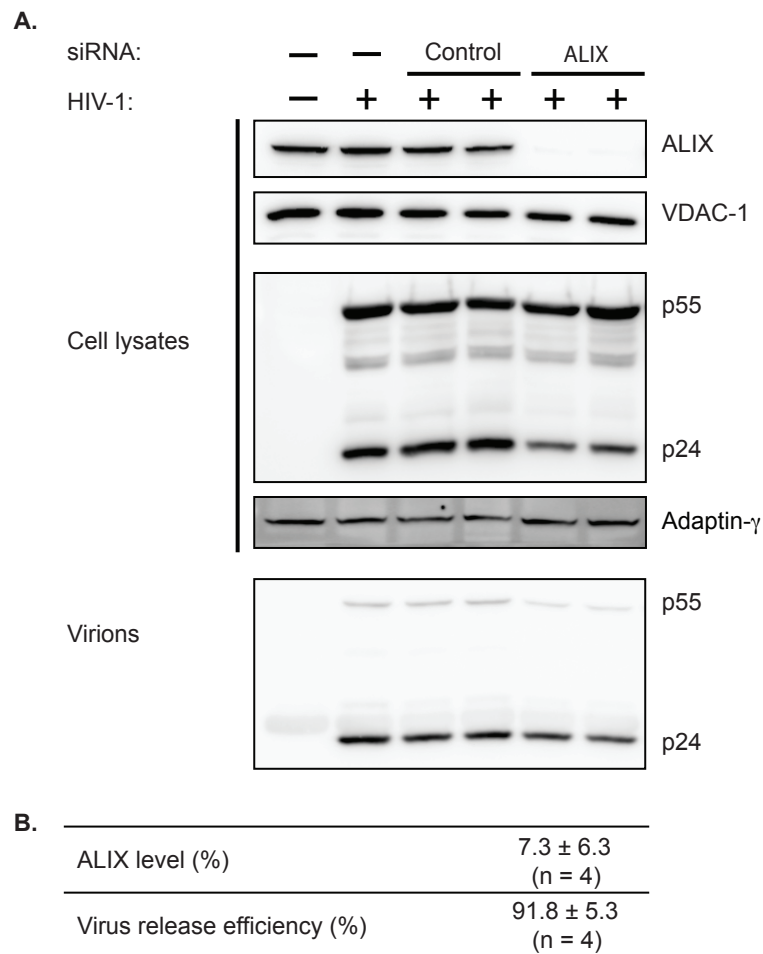 A.
siRNA: — — Control ALIX
HIV-1: — + + + + +
ALIX
VDAC-1
p55
Cell lysates
p24
Adaptin-γ
p55
Virions
p24
B.
ALIX level (%) 7.3 ± 6.3
(n = 4)
Virus release efficiency (%) 91.8 ± 5.3
(n = 4)